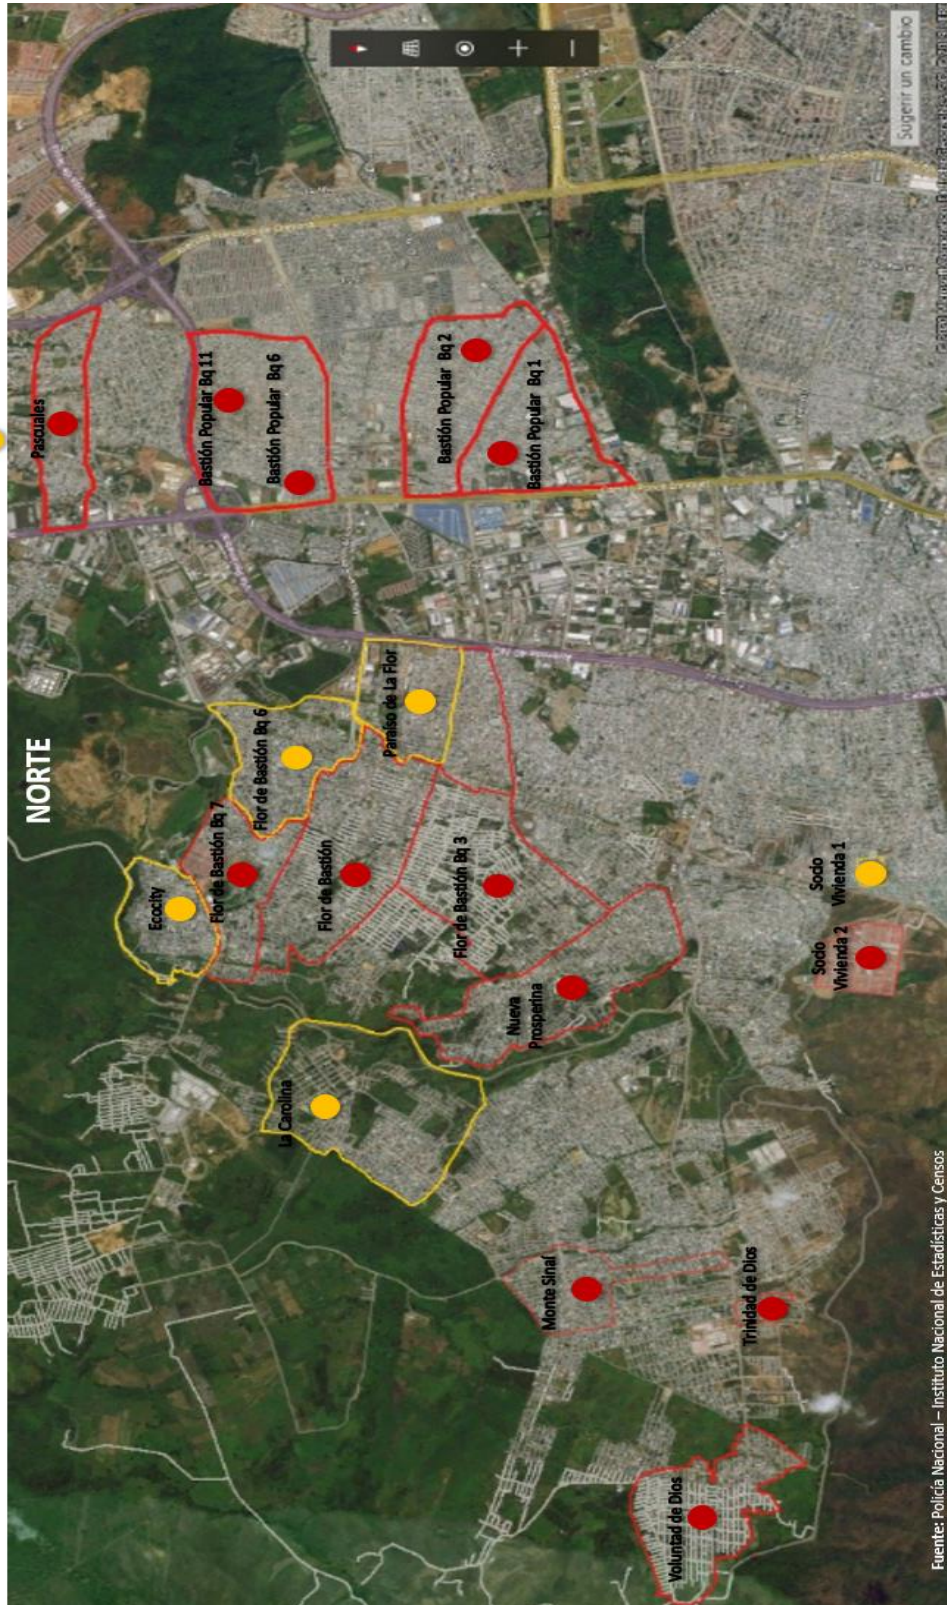 NORTE
Sugerir un cambio
Pascuales
Bastión Popular Bq 11
Bastión Popular Bq 6
Bastión Popular Bq 2
Bastión Popular Bq 1
Ecocity
Flor de Bastión Bq 7
Flor de Bastión Bq 6
Paraíso de La Flor
Flor de Bastión
Flor de Bastión Bq 3
Nueva
Prosperina
La Carolina
Socio
Vivienda 1
Socio
Vivienda 2
Monte Sinaí
Trinidad de Dios
Voluntad de Dios
Fuente: Policía Nacional – Instituto Nacional de Estadísticas y Censos